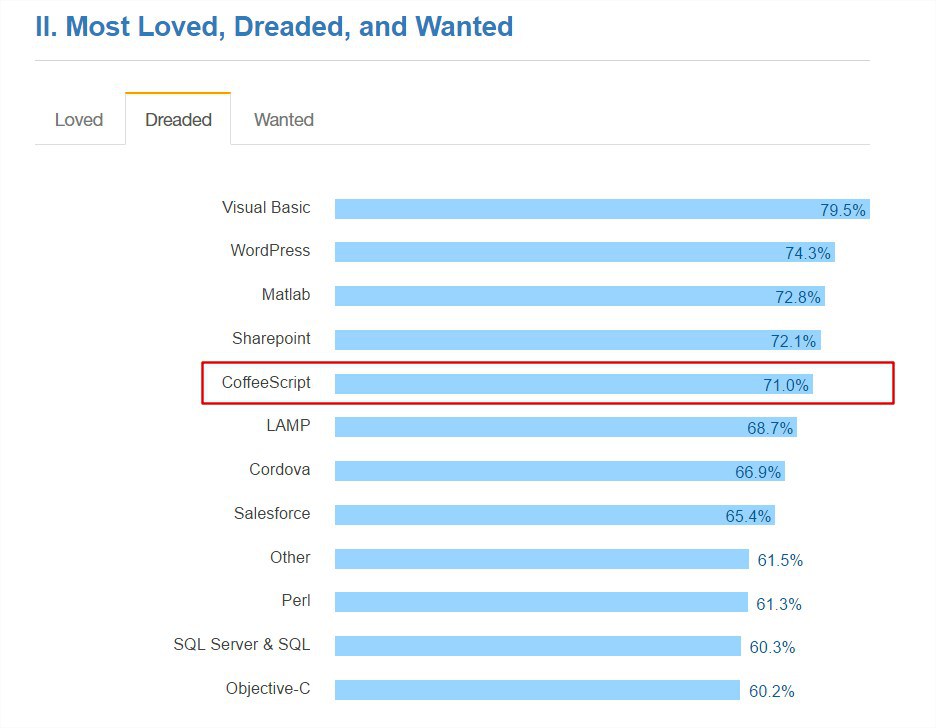 II. Most Loved, Dreaded, and Wanted
Loved Dreaded Wanted
Visual Basic 79.5%
WordPress 74.3%
Matlab 72.8%
Sharepoint 72.1%
CoffeeScript 71.0%
LAMP 68.7%
Cordova 66.9%
Salesforce 65.4%
Other 61.5%
Perl 61.3%
SQL Server & SQL 60.3%
Objective-C 60.2%